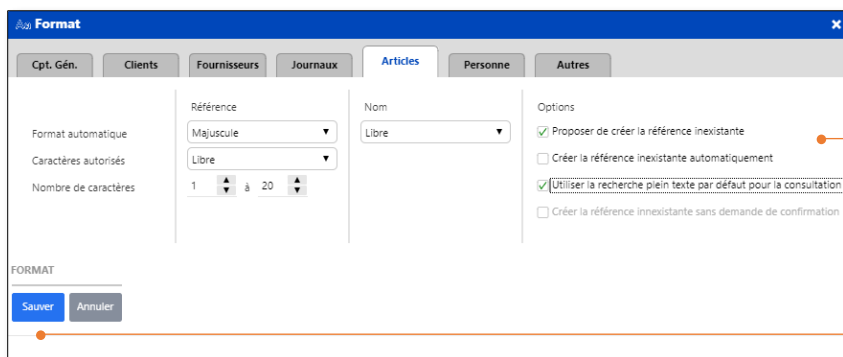 Aa Format
Cpt. Gén. Clients Fournisseurs Journaux Articles Personne Autres
Référence Nom Options
Format automatique Majuscule Libre Proposer de créer la référence inexistante
Caractères autorisés Libre Créer la référence inexistante automatiquement
Nombre de caractères 1 à 20 Utiliser la recherche plein texte par défaut pour la consultation
Créer la référence innexistante sans demande de confirmation
FORMAT
Sauver Annuler